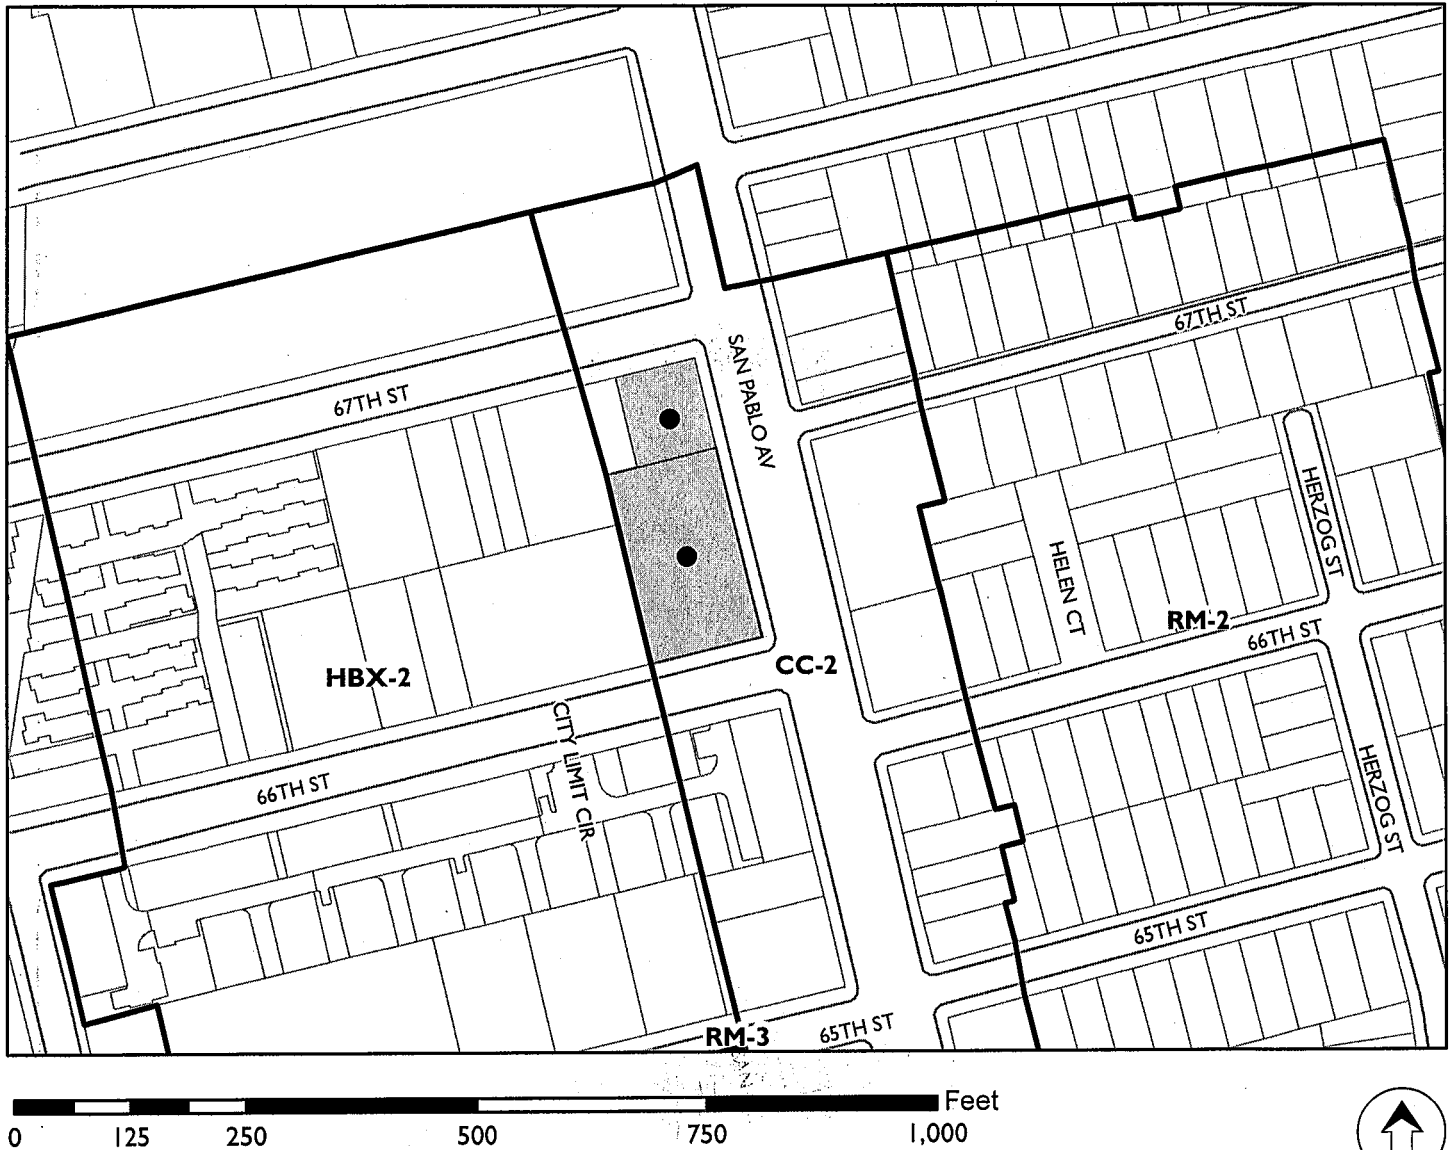 67TH ST
SAN PABLO AV
67TH ST
HERZOG ST
HELEN CT
RM-2
66TH ST
HBX-2
CC-2
CITY LIMIT CIR
66TH ST
HERZOG ST
65TH ST
RM-3
65TH ST
Feet
0 125 250 500 750 1,000